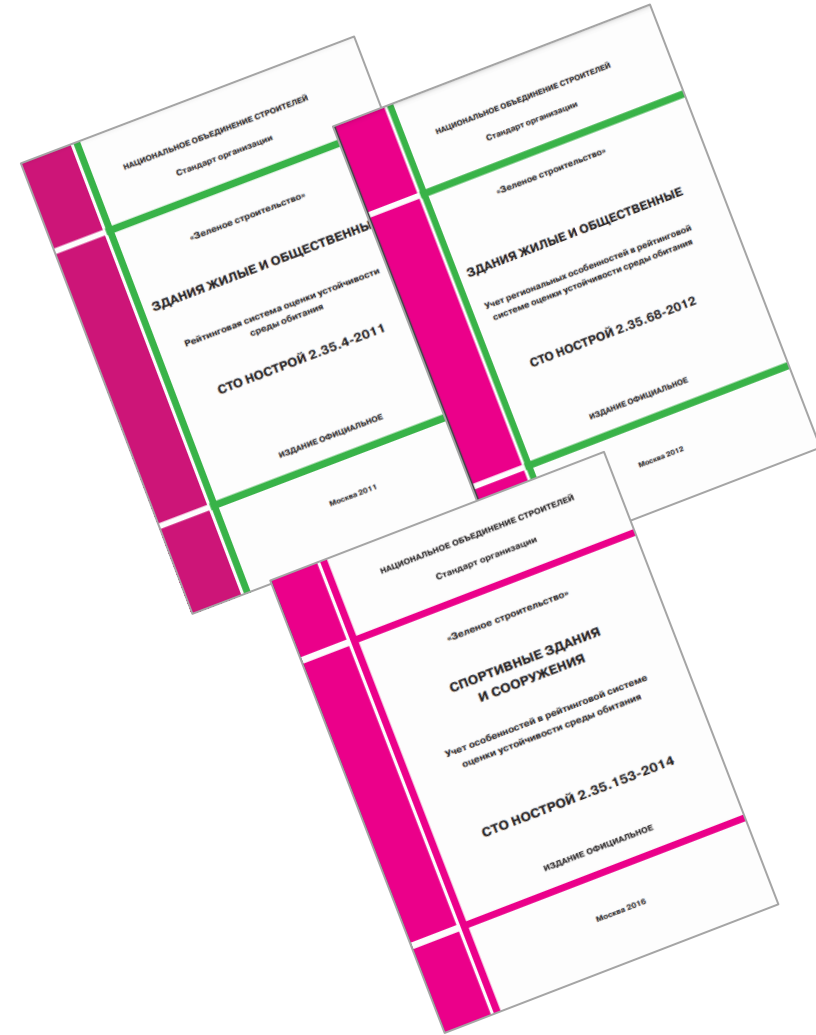 НАЦИОНАЛЬНОЕ ОБЪЕДИНЕНИЕ СТРОИТЕЛЕЙ
Стандарт организации
«Зеленое строительство»
ЗДАНИЯ ЖИЛЫЕ И ОБЩЕСТВЕННЫ
Рейтинговая система оценки устойчивости
среды обитания
СТО НОСТРОЙ 2.35.4-2011
ИЗДАНИЕ ОФИЦИАЛЬНОЕ
Москва 2011
НАЦИОНАЛЬНОЕ ОБЪЕДИНЕНИЕ СТРОИТЕЛЕЙ
Стандарт организации
«Зеленое строительство»
ЗДАНИЯ ЖИЛЫЕ И ОБЩЕСТВЕННЫЕ
Учет региональных особенностей в рейтинговой
системе оценки устойчивости среды обитания
СТО НОСТРОЙ 2.35.68-2012
ИЗДАНИЕ ОФИЦИАЛЬНОЕ
Москва 2012
НАЦИОНАЛЬНОЕ ОБЪЕДИНЕНИЕ СТРОИТЕЛЕЙ
Стандарт организации
«Зеленое строительство»
СПОРТИВНЫЕ ЗДАНИЯ
И СООРУЖЕНИЯ
Учет особенностей в рейтинговой системе
оценки устойчивости среды обитания
СТО НОСТРОЙ 2.35.153-2014
ИЗДАНИЕ ОФИЦИАЛЬНОЕ
Москва 2016